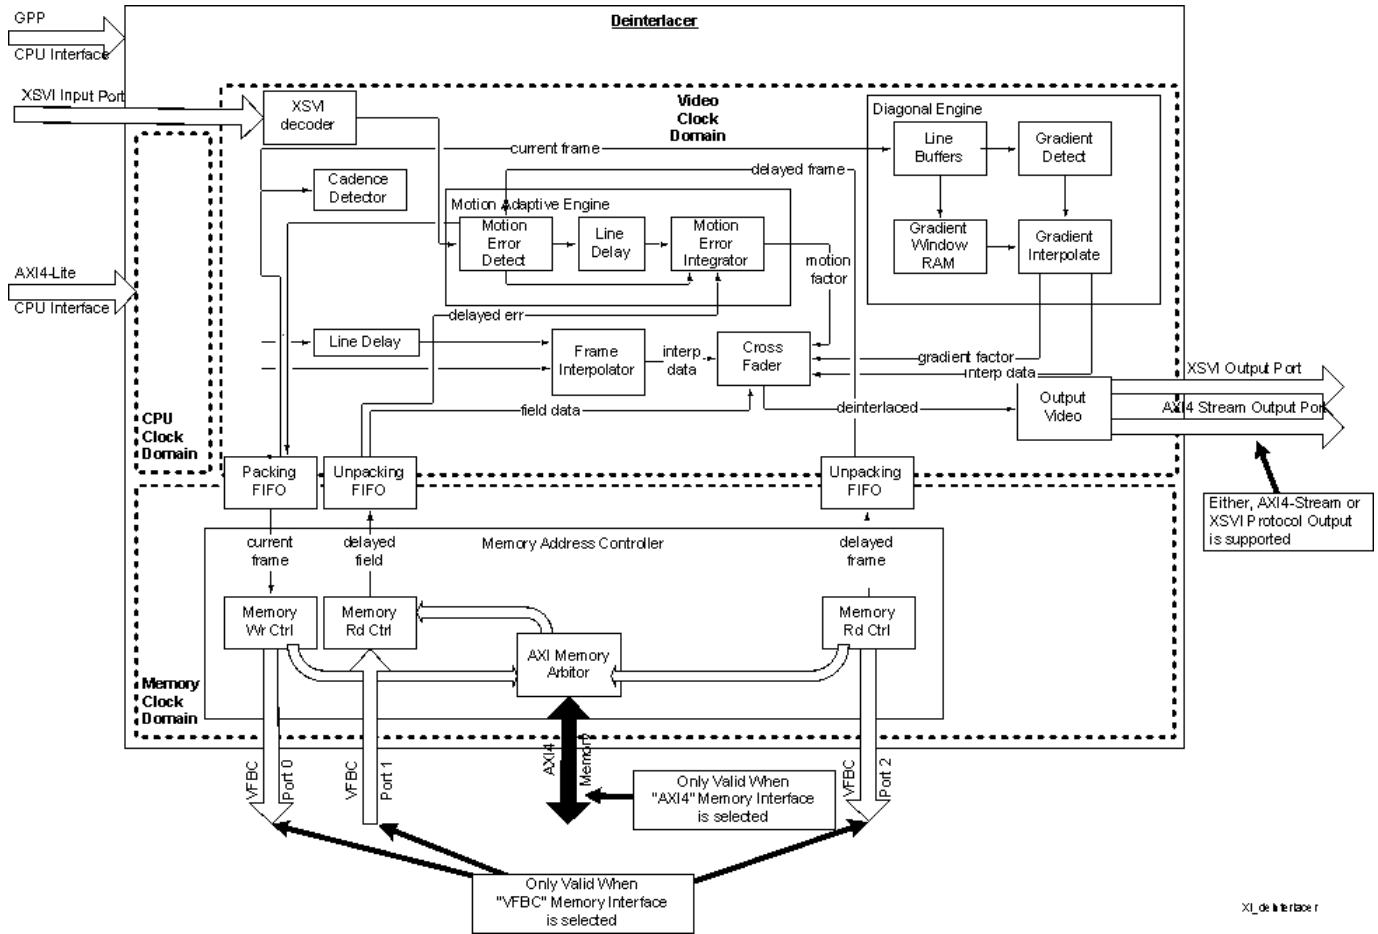 Deinterlacer
GPP
CPU Interface
XSVI Input Port
XSVI
decoder
Video
Clock
Domain
Diagonal Engine
Line
Buffers
Gradient
Detect
current frame
delayed frame
Cadence
Detector
Motion Adaptive Engine
Motion
Error
Detect
Line
Delay
Motion
Error
Integrator
motion
factor
Gradient
Window
RAM
Gradient
Interpolate
AXI4-Lite
CPU Interface
delayed err
Line Delay
Frame
Interpolator
interp
data
Cross
Fader
gradient factor
interp data
XSVI Output Port
Output
Video
AXI4 Stream Output Port
field data
deinterlaced
CPU
Clock
Domain
Packing
FIFO
Unpacking
FIFO
Unpacking
FIFO
Either, AXI4-Stream or
XSVI Protocol Output
is supported
current
frame
delayed
field
Memory Address Controller
delayed
frame
Memory
Wr Ctrl
Memory
Rd Ctrl
AXI Memory
Arbitor
Memory
Rd Ctrl
Memory
Clock
Domain
VFBC
Port 0
VFBC
Port 1
AXI4
Memory
VFBC
Port 2
Only Valid When
"AXI4" Memory Interface
is selected
Only Valid When
"VFBC" Memory Interface
is selected
XI_deinterlacer